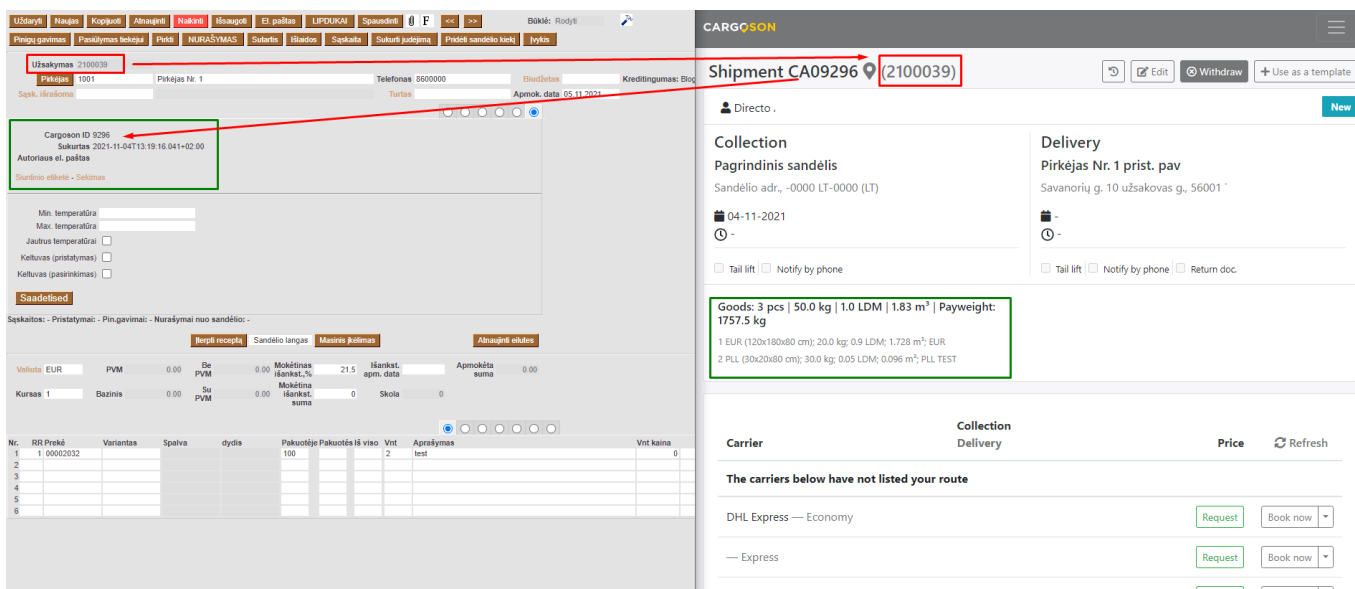 Uždaryti Naujas Kopijuoti Atnaujinti Naikinti Išsaugoti El. paštas LIPDUKAI Spausdinti F << >> Būklė: Rodyti
Pinigų gavimas Pasiūlymas tiekėjui Pirkti NURAŠYMAS Sutartis Išlaidos Sąskaita Sukurti judėjimą Pridėti sandėlio kiekį Įvykis
Užsakymas 2100039
Pirkėjas 1001 Pirkėjas Nr. 1 Telefonas 8600000 Biudžetas Kreditingumas: Blog
Sąsk. išrašoma Turtas Apmok. data 05.11.2021
Cargoson ID 9296
Sukurtas 2021-11-04T13:19:16.041+02:00
Autoriaus el. paštas
Siuntinio etiketė - Sekimas
Min. temperatūra
Max. temperatūra
Jautrus temperatūrai
Keltuvas (pristatymas)
Keltuvas (pasirinkimas)
Saadetised
Sąskaitos: - Pristatymai: - Pin.gavimai: - Nurašymai nuo sandėlio: -
Įterpti receptą Sandėlio langas Masinis įkėlimas Atnaujinti eilutes
Valiuta EUR PVM 0.00 Be PVM 0.00 Mokėtinas išankst.,% 21,5 Išankst. apm. data Apmokėta suma 0.00
Kursas 1 Bazinis 0.00 Su PVM 0.00 Mokėtina išankst. suma 0 Skola 0
Nr. RR Prekė Variantas Spalva dydis Pakuotėje Pakuotės Iš viso Vnt Aprašymas Vnt kaina
1 1 00002032 100 2 test 0
2
3
4
5
6
CARGOSON
Shipment CA09296 (2100039) Edit Withdraw + Use as a template
Directo . New
Collection
Pagrindinis sandėlis
Sandėlio adr., -0000 LT-0000 (LT)
04-11-2021
-
Tail lift Notify by phone
Delivery
Pirkėjas Nr. 1 prist. pav
Savanorių g. 10 užsakovas g., 56001
-
-
Tail lift Notify by phone Return doc.
Goods: 3 pcs | 50.0 kg | 1.0 LDM | 1.83 m³ | Payweight:
1757.5 kg
1 EUR (120x180x80 cm); 20.0 kg; 0.9 LDM; 1.728 m³; EUR
2 PLL (30x20x80 cm); 30.0 kg; 0.05 LDM; 0.096 m³; PLL TEST
Carrier Collection Delivery Price Refresh
The carriers below have not listed your route
DHL Express — Economy Request Book now
— Express Request Book now